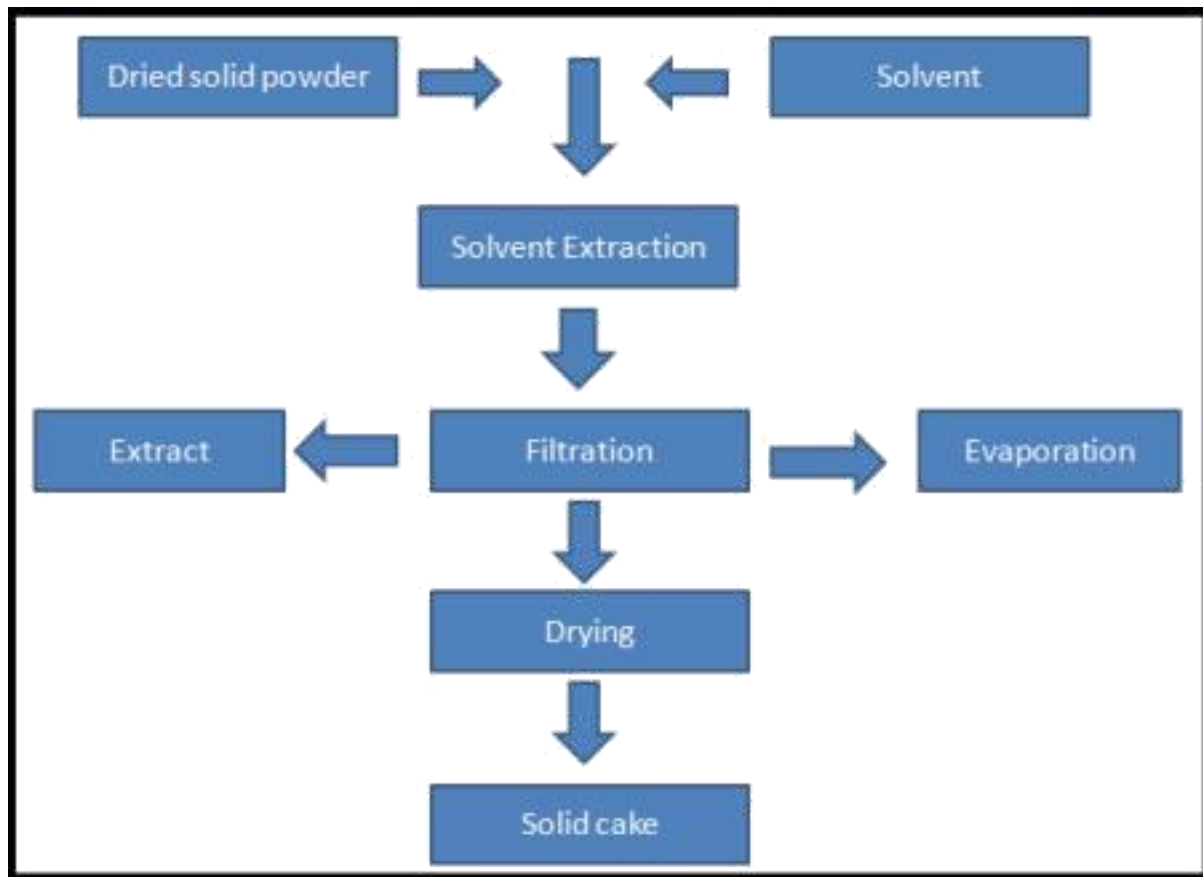 Dried solid powder
Solvent
Solvent Extraction
Extract
Filtration
Evaporation
Drying
Solid cake